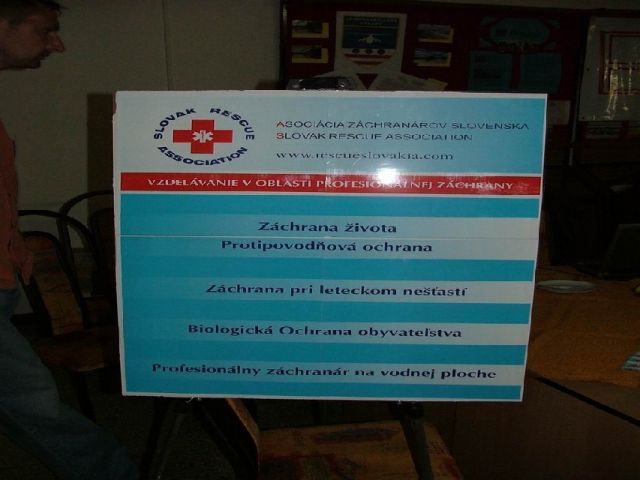 SLOVAK RESCUE
ASSOCIATION
ASOCIÁCIA ZÁCHRANÁROV SLOVENSKA
SLOVAK RESCUE ASSOCIATION
www.rescueslovakia.com
VZDELÁVANIE V OBLASTI PROFESIONÁLNEJ ZÁCHRANY
Záchrana života
Protipovodňová ochrana
Záchrana pri leteckom nešťastí
Biologická Ochrana obyvateľstva
Profesionálny záchranár na vodnej ploche